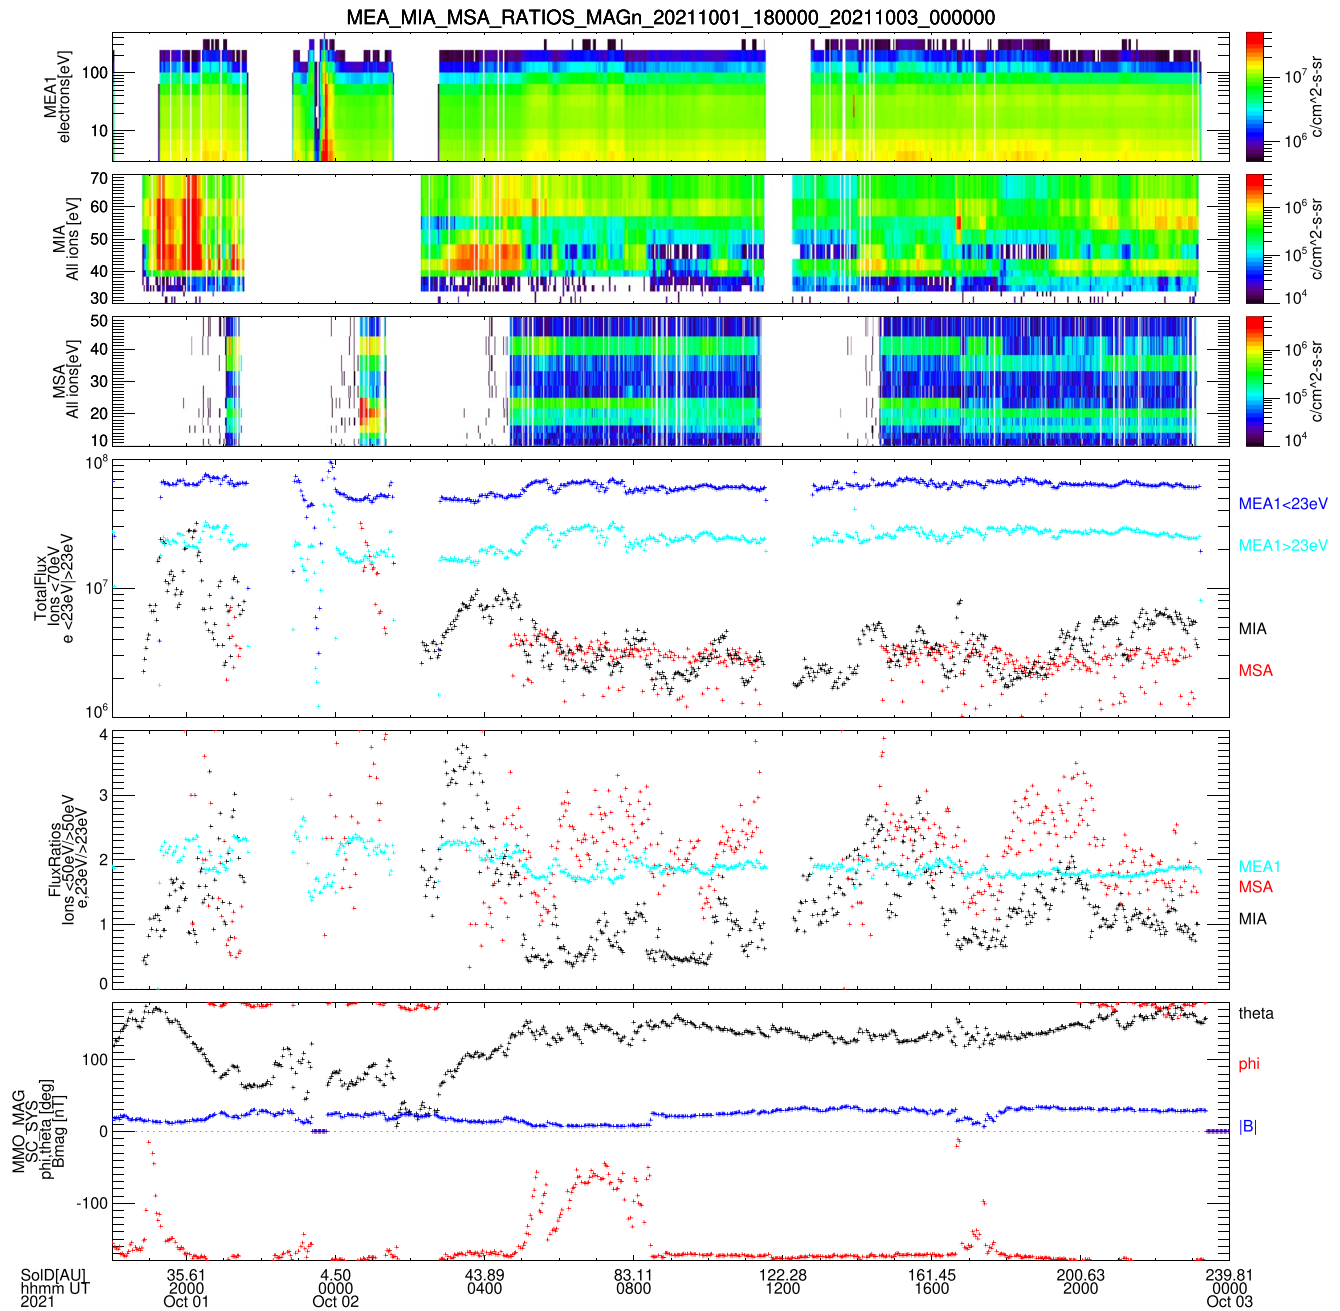 MEA_MIA_MSA_RATIOS_MAGn_20211001_180000_20211003_000000
MEA1
electrons[eV]
100
10
10^7
10^6
c/cm^2-s-sr
MIA
All ions [eV]
70
60
50
40
30
10^6
10^5
10^4
c/cm^2-s-sr
MSA
All ions[eV]
50
40
30
20
10
10^6
10^5
10^4
c/cm^2-s-sr
TotalFlux
Ions <70eV
e <23eV|>23eV
10^8
10^7
10^6
MEA1<23eV
MEA1>23eV
MIA
MSA
FluxRatios
Ions <50eV/>50eV
e,23eV/>23eV
4
3
2
1
0
MEA1
MSA
MIA
MMO_MAG
SC_SYS
phi,theta [deg]
Bmag [nT]
100
0
-100
theta
phi
|B|
SolD[AU] 35.61 4.50 43.89 83.11 122.28 161.45 200.63 239.81
hhmm UT 2000 0000 0400 0800 1200 1600 2000 0000
2021 Oct 01 Oct 02 Oct 03